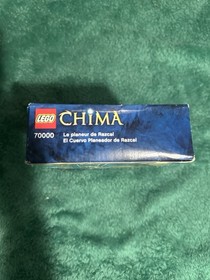 LEGO CHIMA
70000 Le planeur de Razcal
El Cuervo Planeador de Razcal